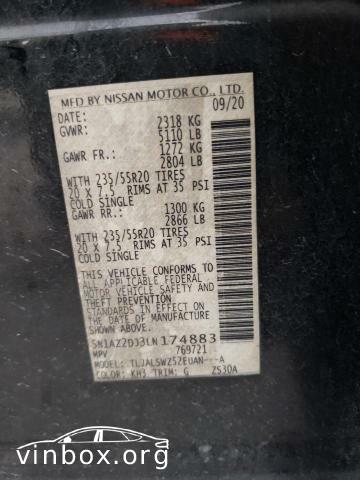 MFD BY NISSAN MOTOR CO., LTD.
DATE: 09/20
GVWR: 2318 KG
5110 LB
GAWR FR.: 1272 KG
2804 LB
WITH 235/55R20 TIRES
20 X 7.5 RIMS AT 35 PSI
COLD SINGLE
GAWR RR.: 1300 KG
2866 LB
WITH 235/55R20 TIRES
20 X 7.5 RIMS AT 35 PSI
COLD SINGLE
THIS VEHICLE CONFORMS TO
ALL APPLICABLE FEDERAL
MOTOR VEHICLE SAFETY AND
THEFT PREVENTION
STANDARDS IN EFFECT ON
THE DATE OF MANUFACTURE
SHOWN ABOVE.
5N1AZ2DJ3LN174883
MPV 769721
TLJALSWZ52EUAN---A
COLOR: KH3 TRIM: G ZS30A
vinbox.org